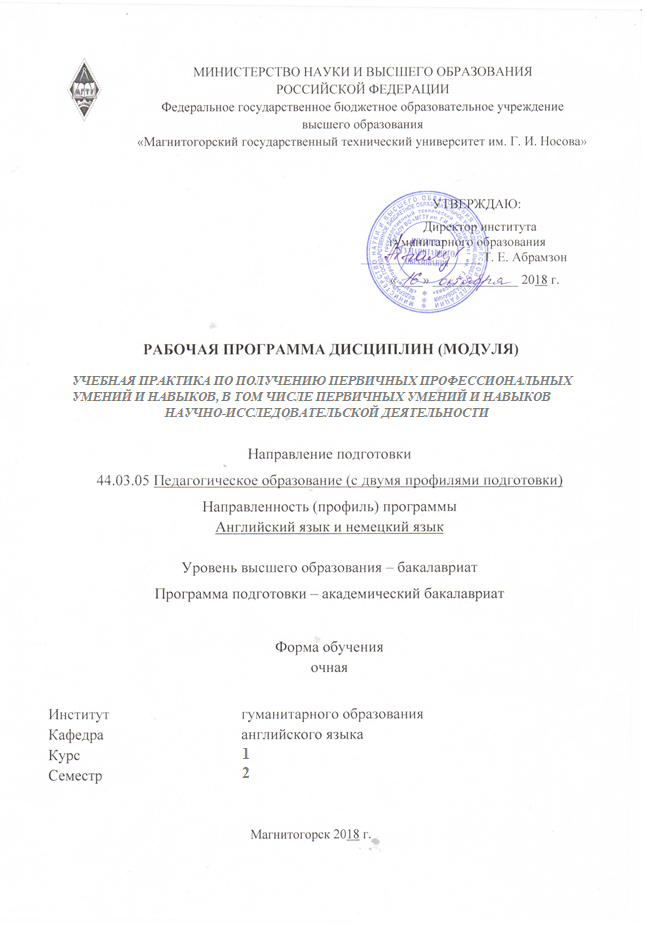 МИНИСТЕРСТВО НАУКИ И ВЫСШЕГО ОБРАЗОВАНИЯ
РОССИЙСКОЙ ФЕДЕРАЦИИ
Федеральное государственное бюджетное образовательное учреждение
высшего образования
«Магнитогорский государственный технический университет им. Г. И. Носова»
УТВЕРЖДАЮ:
Директор института
гуманитарного образования
Т. Е. Абрамзон
«16» октября 2018 г.
РАБОЧАЯ ПРОГРАММА ДИСЦИПЛИН (МОДУЛЯ)
УЧЕБНАЯ ПРАКТИКА ПО ПОЛУЧЕНИЮ ПЕРВИЧНЫХ ПРОФЕССИОНАЛЬНЫХ
УМЕНИЙ И НАВЫКОВ, В ТОМ ЧИСЛЕ ПЕРВИЧНЫХ УМЕНИЙ И НАВЫКОВ
НАУЧНО-ИССЛЕДОВАТЕЛЬСКОЙ ДЕЯТЕЛЬНОСТИ
Направление подготовки
44.03.05 Педагогическое образование (с двумя профилями подготовки)
Направленность (профиль) программы
Английский язык и немецкий язык
Уровень высшего образования – бакалавриат
Программа подготовки – академический бакалавриат
Форма обучения
очная
Институт гуманитарного образования
Кафедра английского языка
Курс 1
Семестр 2
Магнитогорск 2018 г.